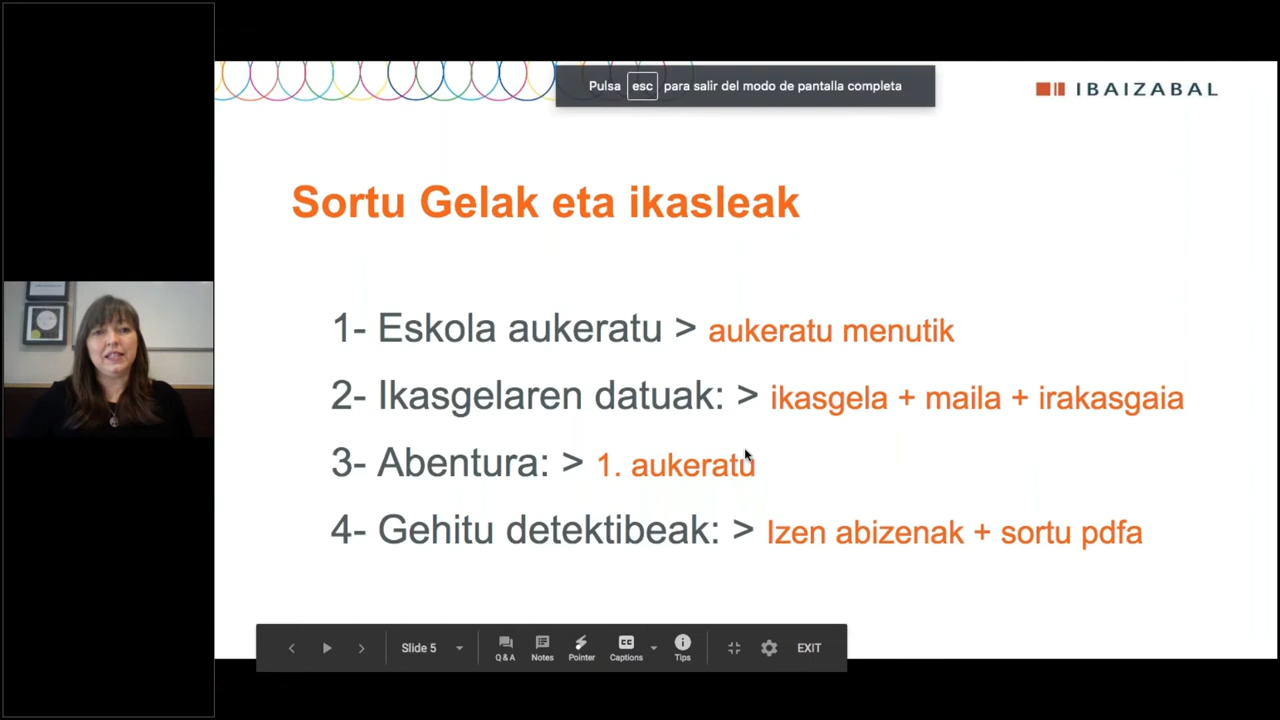 Pulsa esc para salir del modo de pantalla completa
IBAIZABAL
Sortu Gelak eta ikasleak
1- Eskola aukeratu > aukeratu menutik
2- Ikasgelaren datuak: > ikasgela + maila + irakasgaia
3- Abentura: > 1. aukeratu
4- Gehitu detektibeak: > Izen abizenak + sortu pdfa
Slide 5
Q & A Notes Pointer Captions Tips EXIT